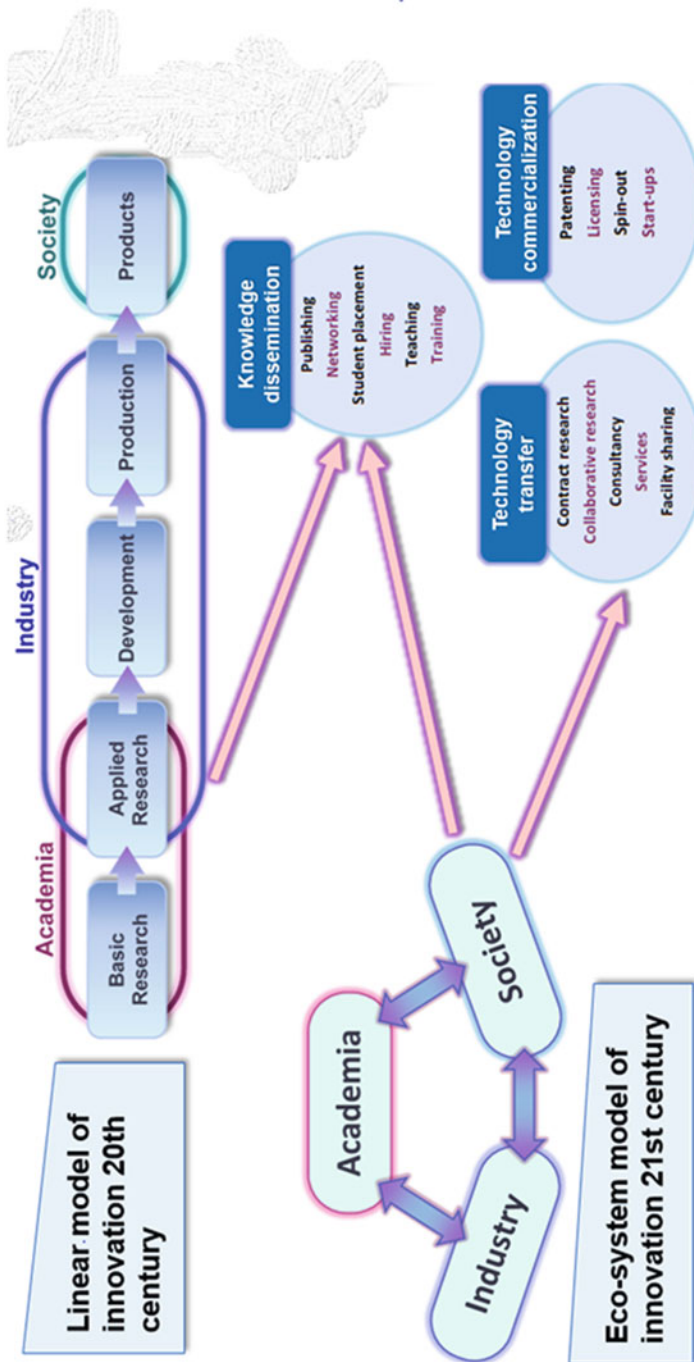 Linear model of
innovation 20th
century
Academia
Industry
Society
Basic
Research
Applied
Research
Development
Production
Products
Knowledge
dissemination
Publishing
Networking
Student placement
Hiring
Teaching
Training
Academia
Industry
Society
Technology
transfer
Contract research
Collaborative research
Consultancy
Services
Facility sharing
Technology
commercialization
Patenting
Licensing
Spin-out
Start-ups
Eco-system model of
innovation 21st century